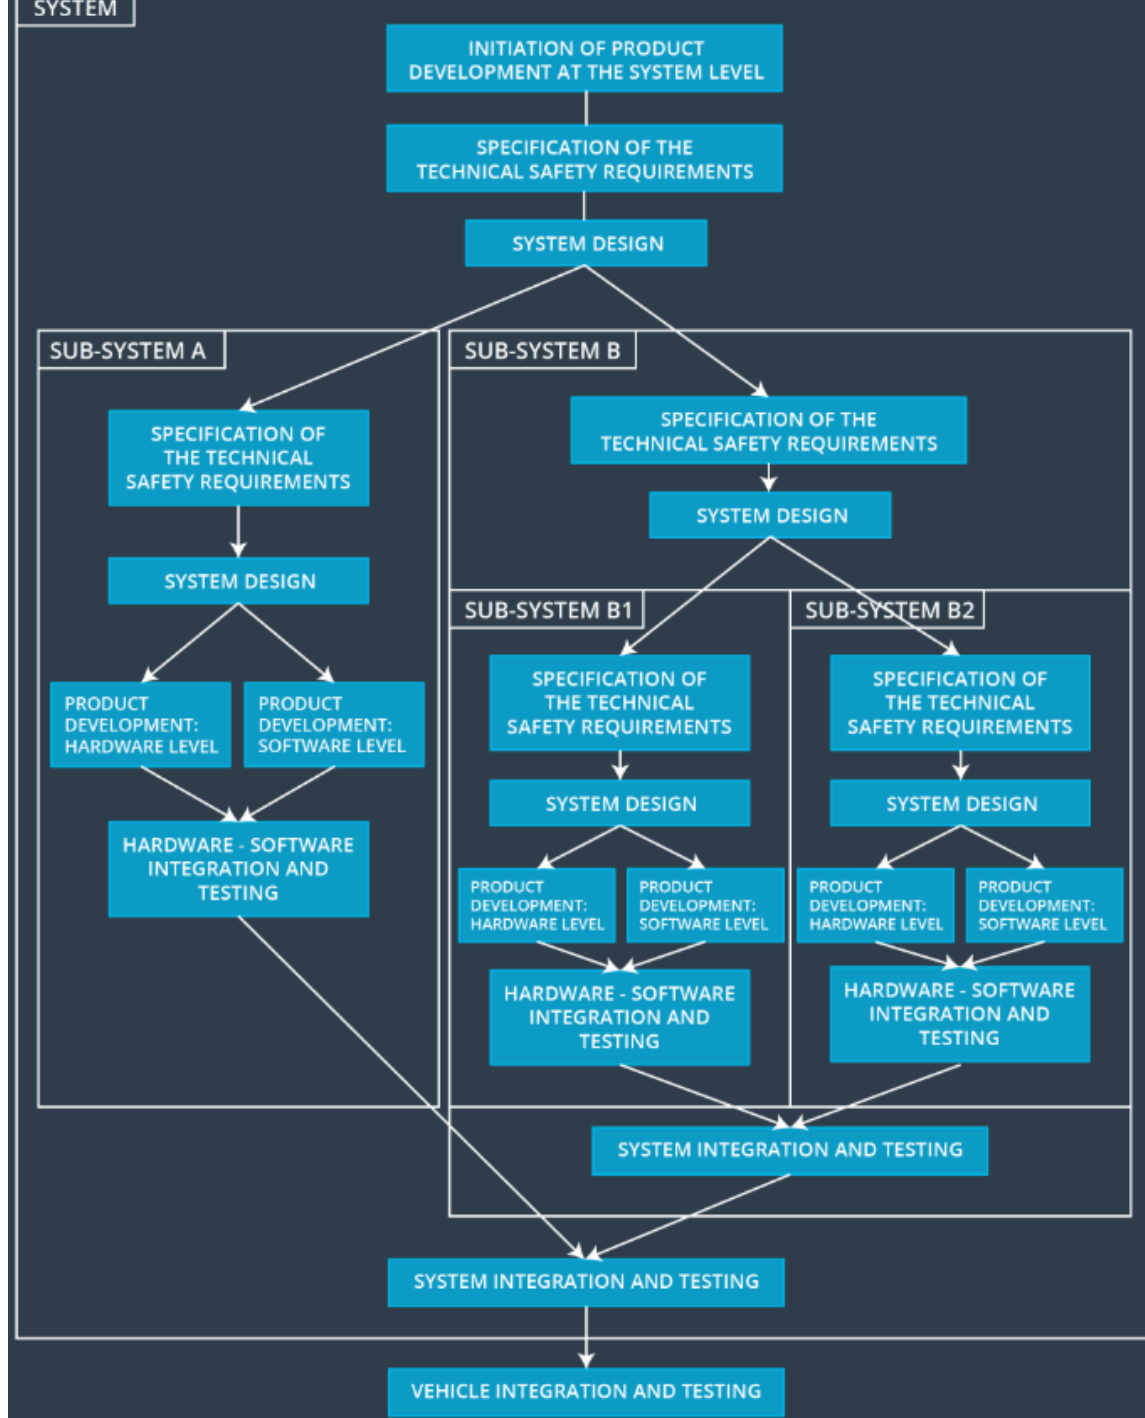 SYSTEM
INITIATION OF PRODUCT
DEVELOPMENT AT THE SYSTEM LEVEL
SPECIFICATION OF THE
TECHNICAL SAFETY REQUIREMENTS
SYSTEM DESIGN
SUB-SYSTEM A
SPECIFICATION OF
THE TECHNICAL
SAFETY REQUIREMENTS
SYSTEM DESIGN
PRODUCT
DEVELOPMENT:
HARDWARE LEVEL
PRODUCT
DEVELOPMENT:
SOFTWARE LEVEL
HARDWARE - SOFTWARE
INTEGRATION AND
TESTING
SUB-SYSTEM B
SPECIFICATION OF THE
TECHNICAL SAFETY REQUIREMENTS
SYSTEM DESIGN
SUB-SYSTEM B1
SPECIFICATION OF
THE TECHNICAL
SAFETY REQUIREMENTS
SYSTEM DESIGN
PRODUCT
DEVELOPMENT:
HARDWARE LEVEL
PRODUCT
DEVELOPMENT:
SOFTWARE LEVEL
HARDWARE - SOFTWARE
INTEGRATION AND
TESTING
SUB-SYSTEM B2
SPECIFICATION OF
THE TECHNICAL
SAFETY REQUIREMENTS
SYSTEM DESIGN
PRODUCT
DEVELOPMENT:
HARDWARE LEVEL
PRODUCT
DEVELOPMENT:
SOFTWARE LEVEL
HARDWARE - SOFTWARE
INTEGRATION AND
TESTING
SYSTEM INTEGRATION AND TESTING
SYSTEM INTEGRATION AND TESTING
VEHICLE INTEGRATION AND TESTING